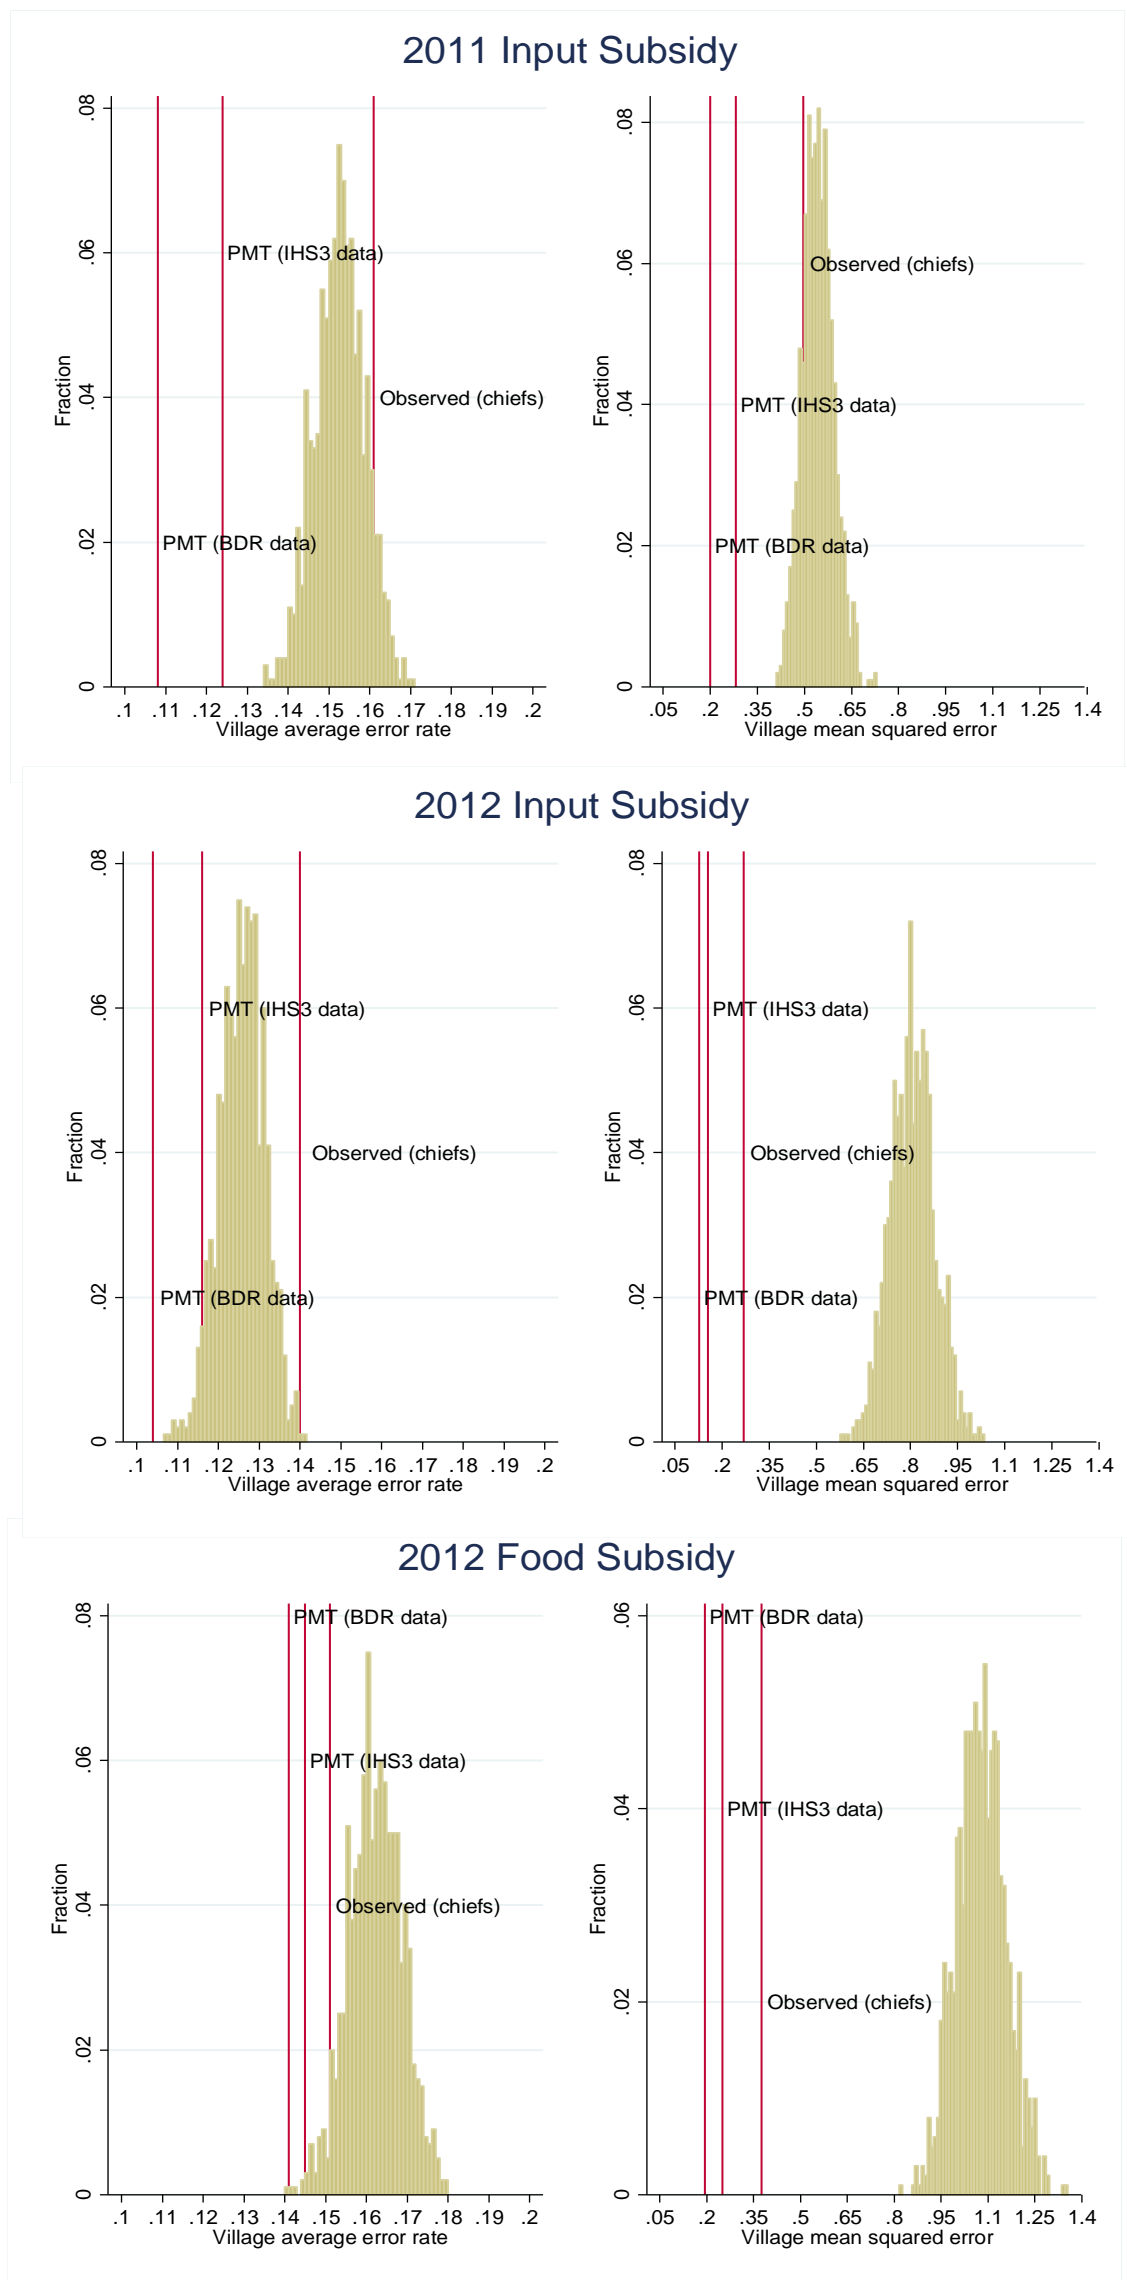 2011 Input Subsidy
.08
.06
.04
.02
0
Fraction
PMT (IHS3 data)
Observed (chiefs)
PMT (BDR data)
.1 .11 .12 .13 .14 .15 .16 .17 .18 .19 .2
Village average error rate
.08
.06
.04
.02
0
Fraction
Observed (chiefs)
PMT (IHS3 data)
PMT (BDR data)
.05 .2 .35 .5 .65 .8 .95 1.1 1.25 1.4
Village mean squared error
2012 Input Subsidy
.08
.06
.04
.02
0
Fraction
PMT (IHS3 data)
Observed (chiefs)
PMT (BDR data)
.1 .11 .12 .13 .14 .15 .16 .17 .18 .19 .2
Village average error rate
.08
.06
.04
.02
0
Fraction
PMT (IHS3 data)
Observed (chiefs)
PMT (BDR data)
.05 .2 .35 .5 .65 .8 .95 1.1 1.25 1.4
Village mean squared error
2012 Food Subsidy
.08
.06
.04
.02
0
Fraction
PMT (BDR data)
PMT (IHS3 data)
Observed (chiefs)
.1 .11 .12 .13 .14 .15 .16 .17 .18 .19 .2
Village average error rate
.06
.04
.02
0
Fraction
PMT (BDR data)
PMT (IHS3 data)
Observed (chiefs)
.05 .2 .35 .5 .65 .8 .95 1.1 1.25 1.4
Village mean squared error